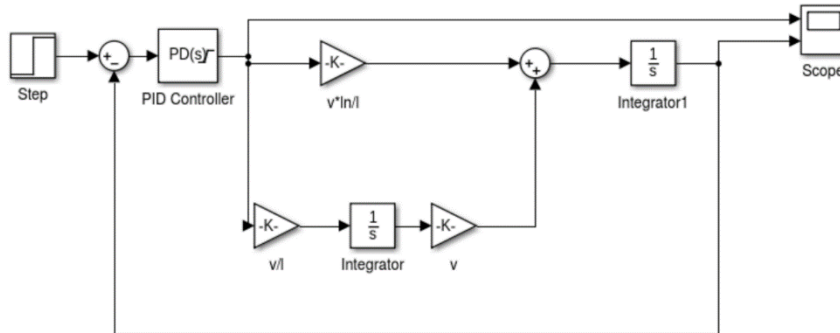 Step
+
−
PD(s)
PID Controller
-K-
v*ln/l
+
+
1
s
Integrator1
Scope
-K-
v/l
1
s
Integrator
-K-
v